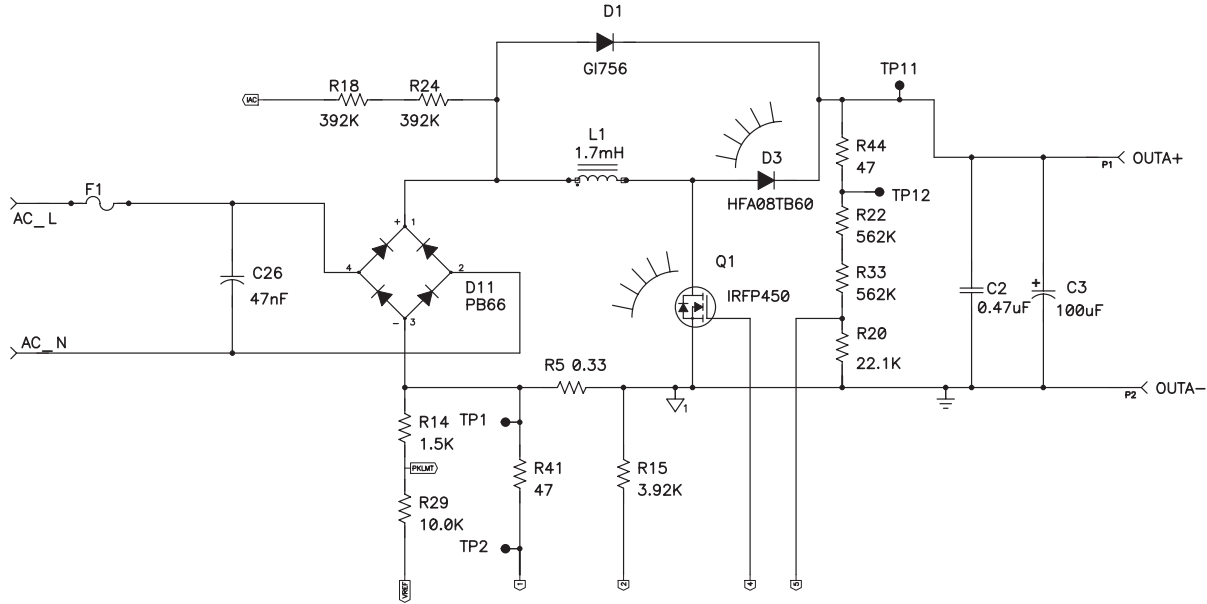 D1
GI756
TP11
IAC
R18
392K
R24
392K
L1
1.7mH
D3
HFA08TB60
R44
47
P1
OUTA+
TP12
F1
AC_L
R22
562K
+
1
4
2
C26
47nF
D11
PB66
Q1
IRFP450
R33
562K
C2
0.47uF
+
C3
100uF
-
3
AC_N
R20
22.1K
R5 0.33
1
P2
OUTA-
R14
1.5K
TP1
PKLMT
R41
47
R15
3.92K
R29
10.0K
TP2
VREF
1
2
4
5